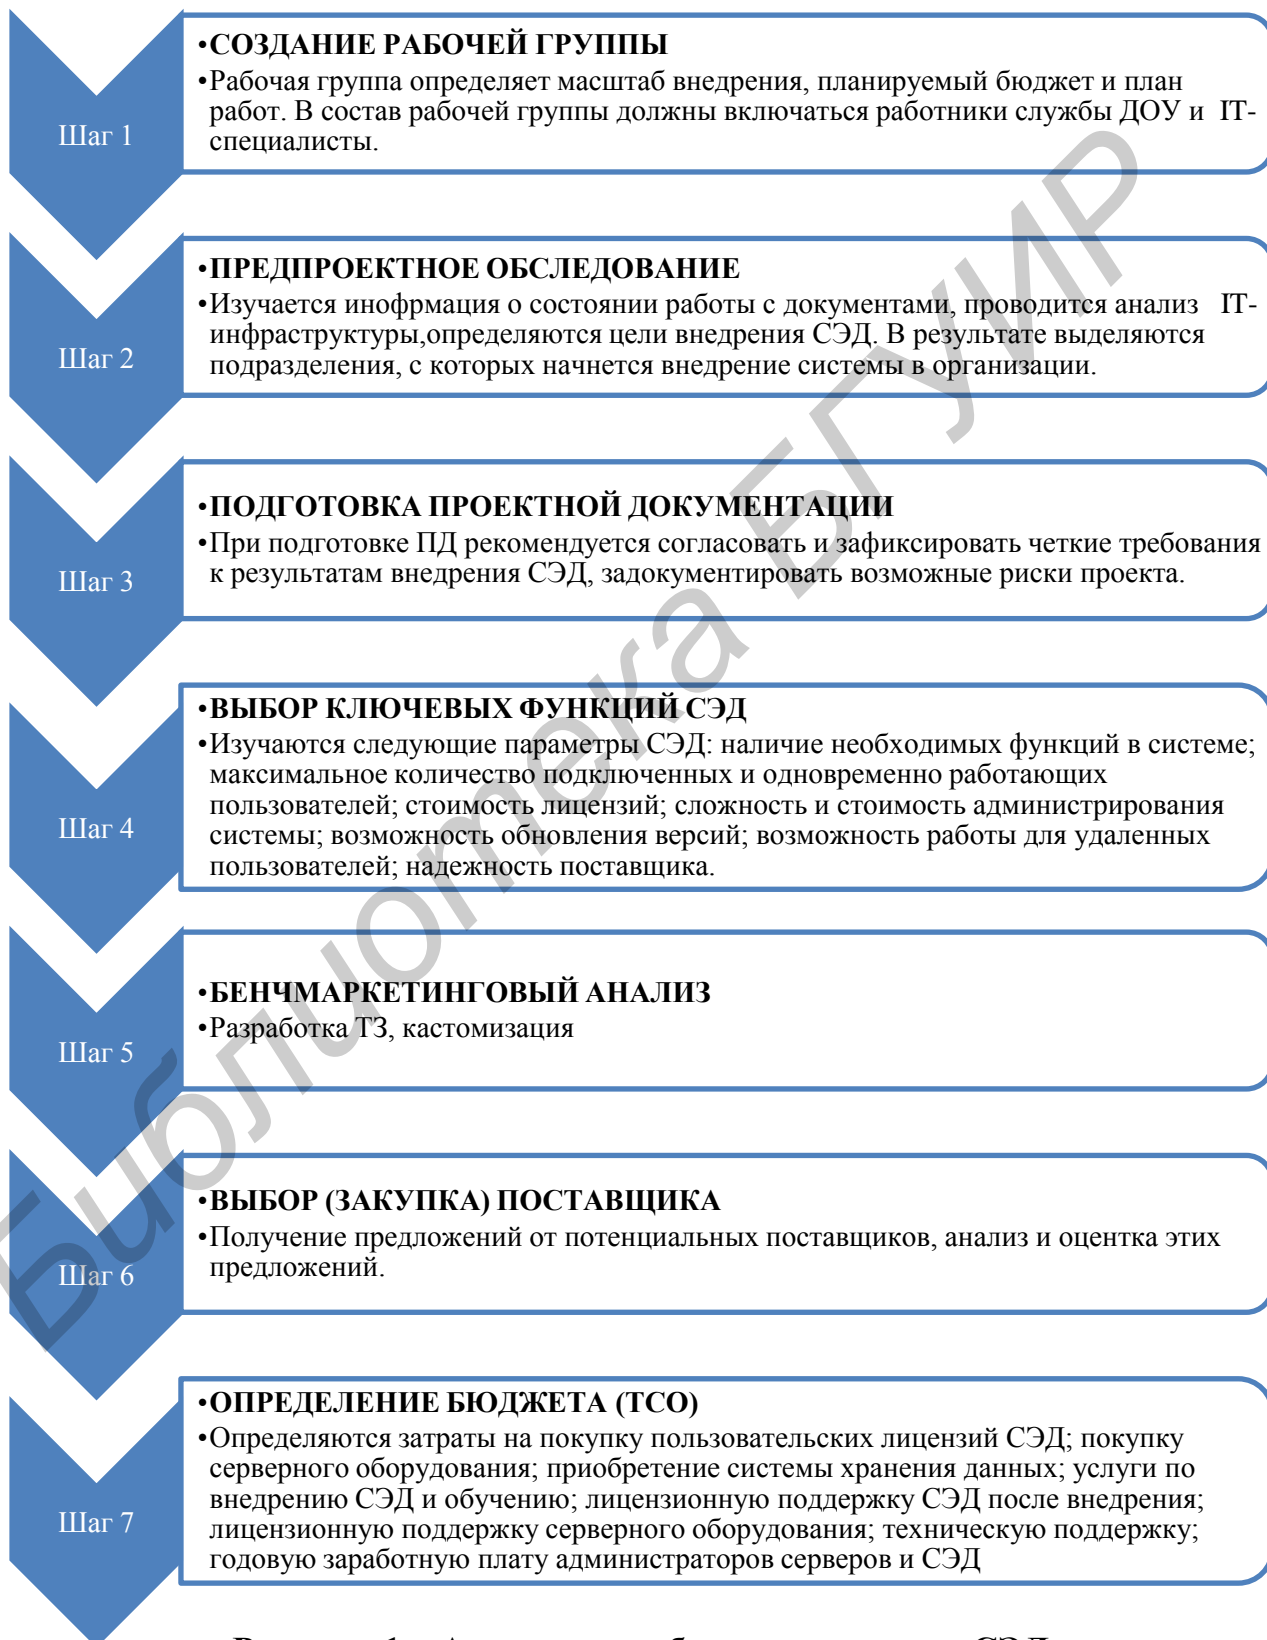 Шаг 1
•СОЗДАНИЕ РАБОЧЕЙ ГРУППЫ
•Рабочая группа определяет масштаб внедрения, планируемый бюджет и план
работ. В состав рабочей группы должны включаться работники службы ДОУ и IT-
специалисты.
Шаг 2
•ПРЕДПРОЕКТНОЕ ОБСЛЕДОВАНИЕ
•Изучается инофрмация о состоянии работы с документами, проводится анализ IT-
инфраструктуры,определяются цели внедрения СЭД. В результате выделяются
подразделения, с которых начнется внедрение системы в организации.
Шаг 3
•ПОДГОТОВКА ПРОЕКТНОЙ ДОКУМЕНТАЦИИ
•При подготовке ПД рекомендуется согласовать и зафиксировать четкие требования
к результатам внедрения СЭД, задокументировать возможные риски проекта.
Шаг 4
•ВЫБОР КЛЮЧЕВЫХ ФУНКЦИЙ СЭД
•Изучаются следующие параметры СЭД: наличие необходимых функций в системе;
максимальное количество подключенных и одновременно работающих
пользователей; стоимость лицензий; сложность и стоимость администрирования
системы; возможность обновления версий; возможность работы для удаленных
пользователей; надежность поставщика.
Шаг 5
•БЕНЧМАРКЕТИНГОВЫЙ АНАЛИЗ
•Разработка ТЗ, кастомизация
Шаг 6
•ВЫБОР (ЗАКУПКА) ПОСТАВЩИКА
•Получение предложений от потенциальных поставщиков, анализ и оцентка этих
предложений.
Шаг 7
•ОПРЕДЕЛЕНИЕ БЮДЖЕТА (ТСО)
•Определяются затраты на покупку пользовательских лицензий СЭД; покупку
серверного оборудования; приобретение системы хранения данных; услуги по
внедрению СЭД и обучению; лицензионную поддержку СЭД после внедрения;
лицензионную поддержку серверного оборудования; техническую поддержку;
годовую заработную плату администраторов серверов и СЭД
Библиотека БГУИР